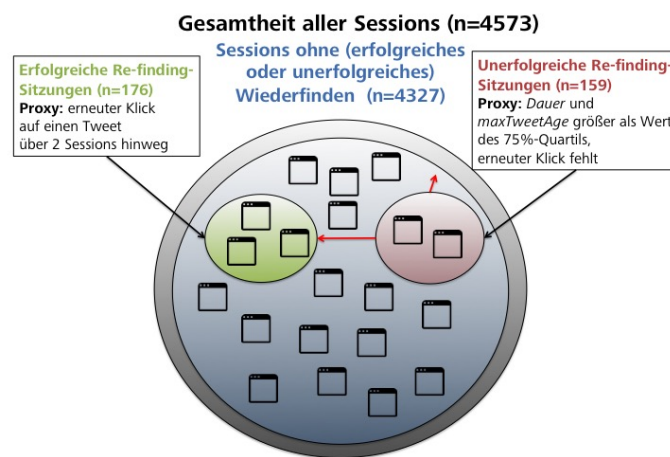 Gesamtheit aller Sessions (n=4573)
Sessions ohne (erfolgreiches
oder unerfolgreiches)
Wiederfinden (n=4327)
Erfolgreiche Re-finding-
Sitzungen (n=176)
Proxy: erneuter Klick
auf einen Tweet
über 2 Sessions hinweg
Unerfolgreiche Re-finding-
Sitzungen (n=159)
Proxy: Dauer und
maxTweetAge größer als Wert
des 75%-Quartils,
erneuter Klick fehlt